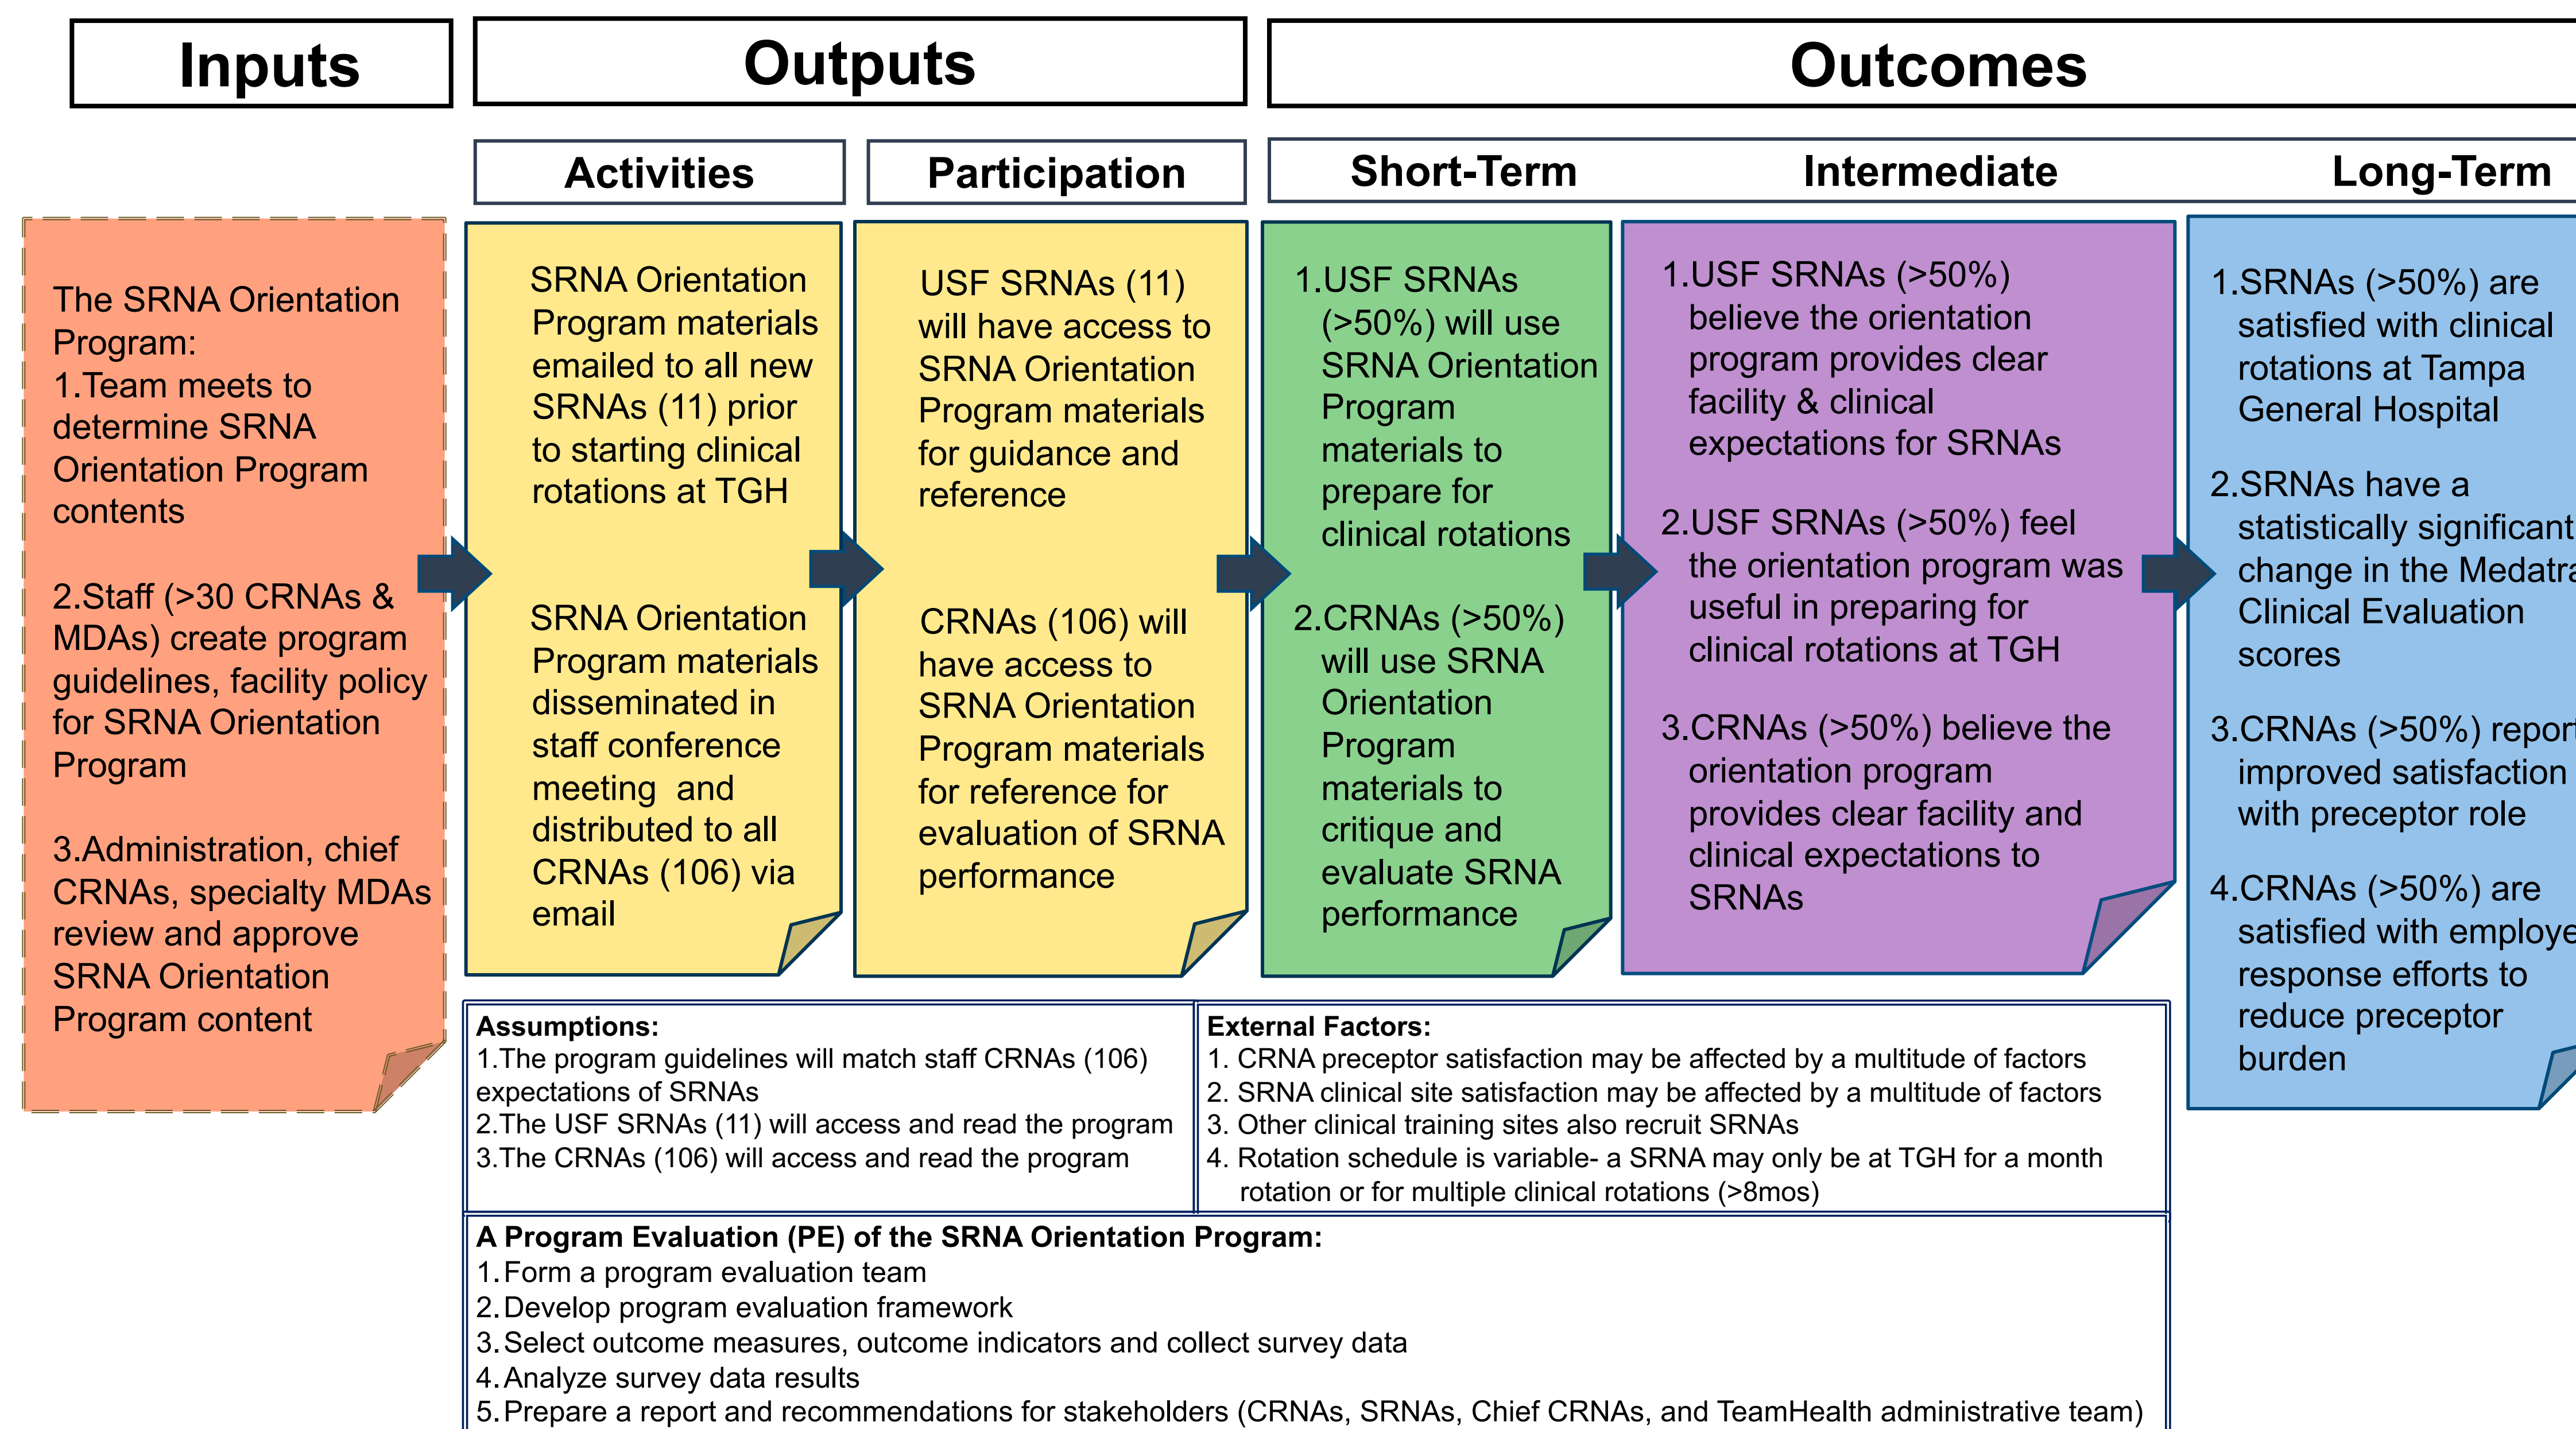 Inputs
Outputs
Outcomes
Activities
Participation
Short-Term
Intermediate
Long-Term
The SRNA Orientation
Program:
1.Team meets to
determine SRNA
Orientation Program
contents
2.Staff (>30 CRNAs &
MDAs) create program
guidelines, facility policy
for SRNA Orientation
Program
3.Administration, chief
CRNAs, specialty MDAs
review and approve
SRNA Orientation
Program content
SRNA Orientation
Program materials
emailed to all new
SRNAs (11) prior
to starting clinical
rotations at TGH
SRNA Orientation
Program materials
disseminated in
staff conference
meeting  and
distributed to all
CRNAs (106) via
email
USF SRNAs (11)
will have access to
SRNA Orientation
Program materials
for guidance and
reference
CRNAs (106) will
have access to
SRNA Orientation
Program materials
for reference for
evaluation of SRNA
performance
1.USF SRNAs
(>50%) will use
SRNA Orientation
Program
materials to
prepare for
clinical rotations
2.CRNAs (>50%)
will use SRNA
Orientation
Program
materials to
critique and
evaluate SRNA
performance
1.USF SRNAs (>50%)
believe the orientation
program provides clear
facility & clinical
expectations for SRNAs
2.USF SRNAs (>50%) feel
the orientation program was
useful in preparing for
clinical rotations at TGH
3.CRNAs (>50%) believe the
orientation program
provides clear facility and
clinical expectations to
SRNAs
1.SRNAs (>50%) are
satisfied with clinical
rotations at Tampa
General Hospital
2.SRNAs have a
statistically significant
change in the
Clinical Evaluation
scores
3.CRNAs (>50%) report
improved satisfaction
with preceptor role
4.CRNAs (>50%) are
satisfied with
response efforts to
reduce preceptor
burden
Assumptions:
1.The program guidelines will match staff CRNAs (106)
expectations of SRNAs
2.The USF SRNAs (11) will access and read the program
3.The CRNAs (106) will access and read the program
External Factors:
1. CRNA preceptor satisfaction may be affected by a multitude of factors
2. SRNA clinical site satisfaction may be affected by a multitude of factors
3. Other clinical training sites also recruit SRNAs
4. Rotation schedule is variable- a SRNA may only be at TGH for a month
rotation or for multiple clinical rotations (>8mos)
A Program Evaluation (PE) of the SRNA Orientation Program:
1.Form a program evaluation team
2.Develop program evaluation framework
3.Select outcome measures, outcome indicators and collect survey data
4.Analyze survey data results
5.Prepare a report and recommendations for stakeholders (CRNAs, SRNAs, Chief CRNAs, and TeamHealth administrative team)